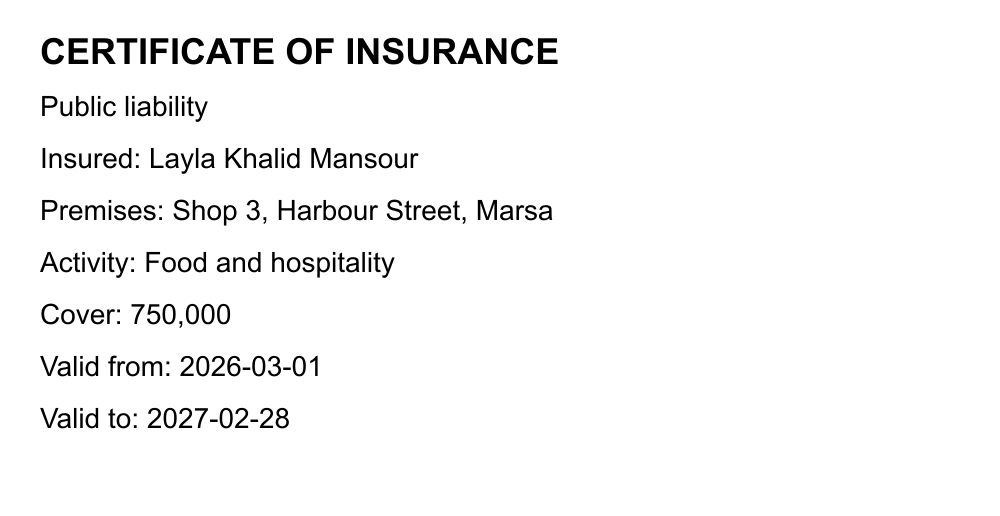 CERTIFICATE OF INSURANCE
Public liability
Insured: Layla Khalid Mansour
Premises: Shop 3, Harbour Street, Marsa
Activity: Food and hospitality
Cover: 750,000
Valid from: 2026-03-01
Valid to: 2027-02-28